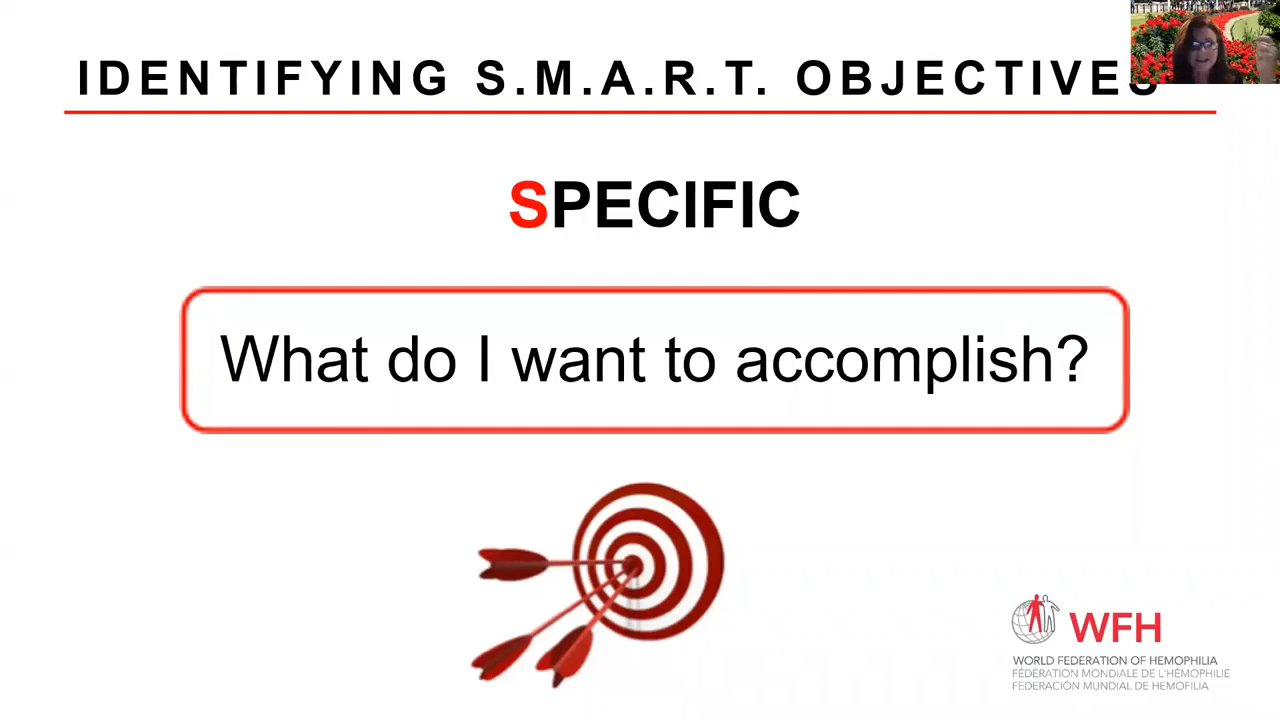 IDENTIFYING S.M.A.R.T. OBJECTIVES
SPECIFIC
What do I want to accomplish?
WFH
WORLD FEDERATION OF HEMOPHILIA
FÉDÉRATION MONDIALE DE L'HÉMOPHILIE
FEDERACIÓN MUNDIAL DE HEMOFILIA